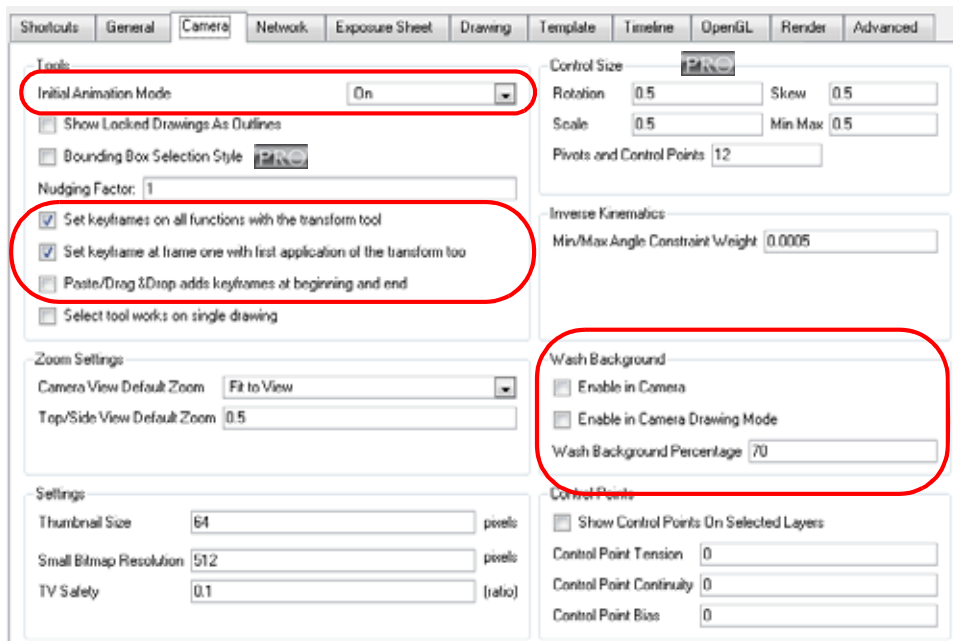 Shortcuts General Camera Network Exposure Sheet Drawing Template Timeline OpenGL Render Advanced
Tools
Initial Animation Mode On
Show Locked Drawings As Outlines
Bounding Box Selection Style PRO
Nudging Factor: 1
Set keyframes on all functions with the transform tool
Set keyframe at frame one with first application of the transform too
Paste/Drag &Drop adds keyframes at beginning and end
Select tool works on single drawing
Control Size PRO
Rotation 0.5 Skew 0.5
Scale 0.5 Min Max 0.5
Pivots and Control Points 12
Inverse Kinematics
Min/Max Angle Constraint Weight 0.0005
Zoom Settings
Camera View Default Zoom Fit to View
Top/Side View Default Zoom 0.5
Wash Background
Enable in Camera
Enable in Camera Drawing Mode
Wash Background Percentage 70
Settings
Thumbnail Size 64 pixels
Small Bitmap Resolution 512 pixels
TV Safety 0.1 (ratio)
Control Points
Show Control Points On Selected Layers
Control Point Tension 0
Control Point Continuity 0
Control Point Bias 0